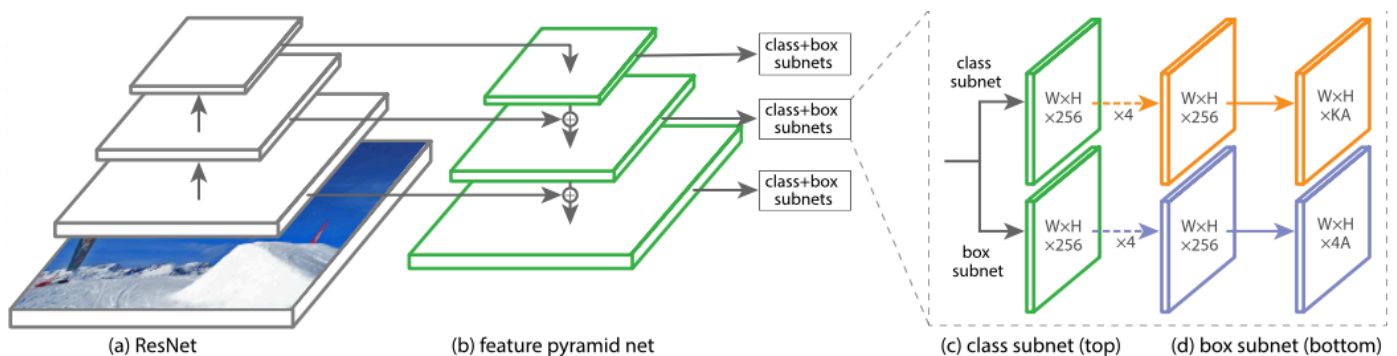 class+box
subnets
class+box
subnets
class+box
subnets
class
subnet
W×H
×256
×4
W×H
×256
W×H
×KA
box
subnet
W×H
×256
×4
W×H
×256
W×H
×4A
(a) ResNet
(b) feature pyramid net
(c) class subnet (top)
(d) box subnet (bottom)